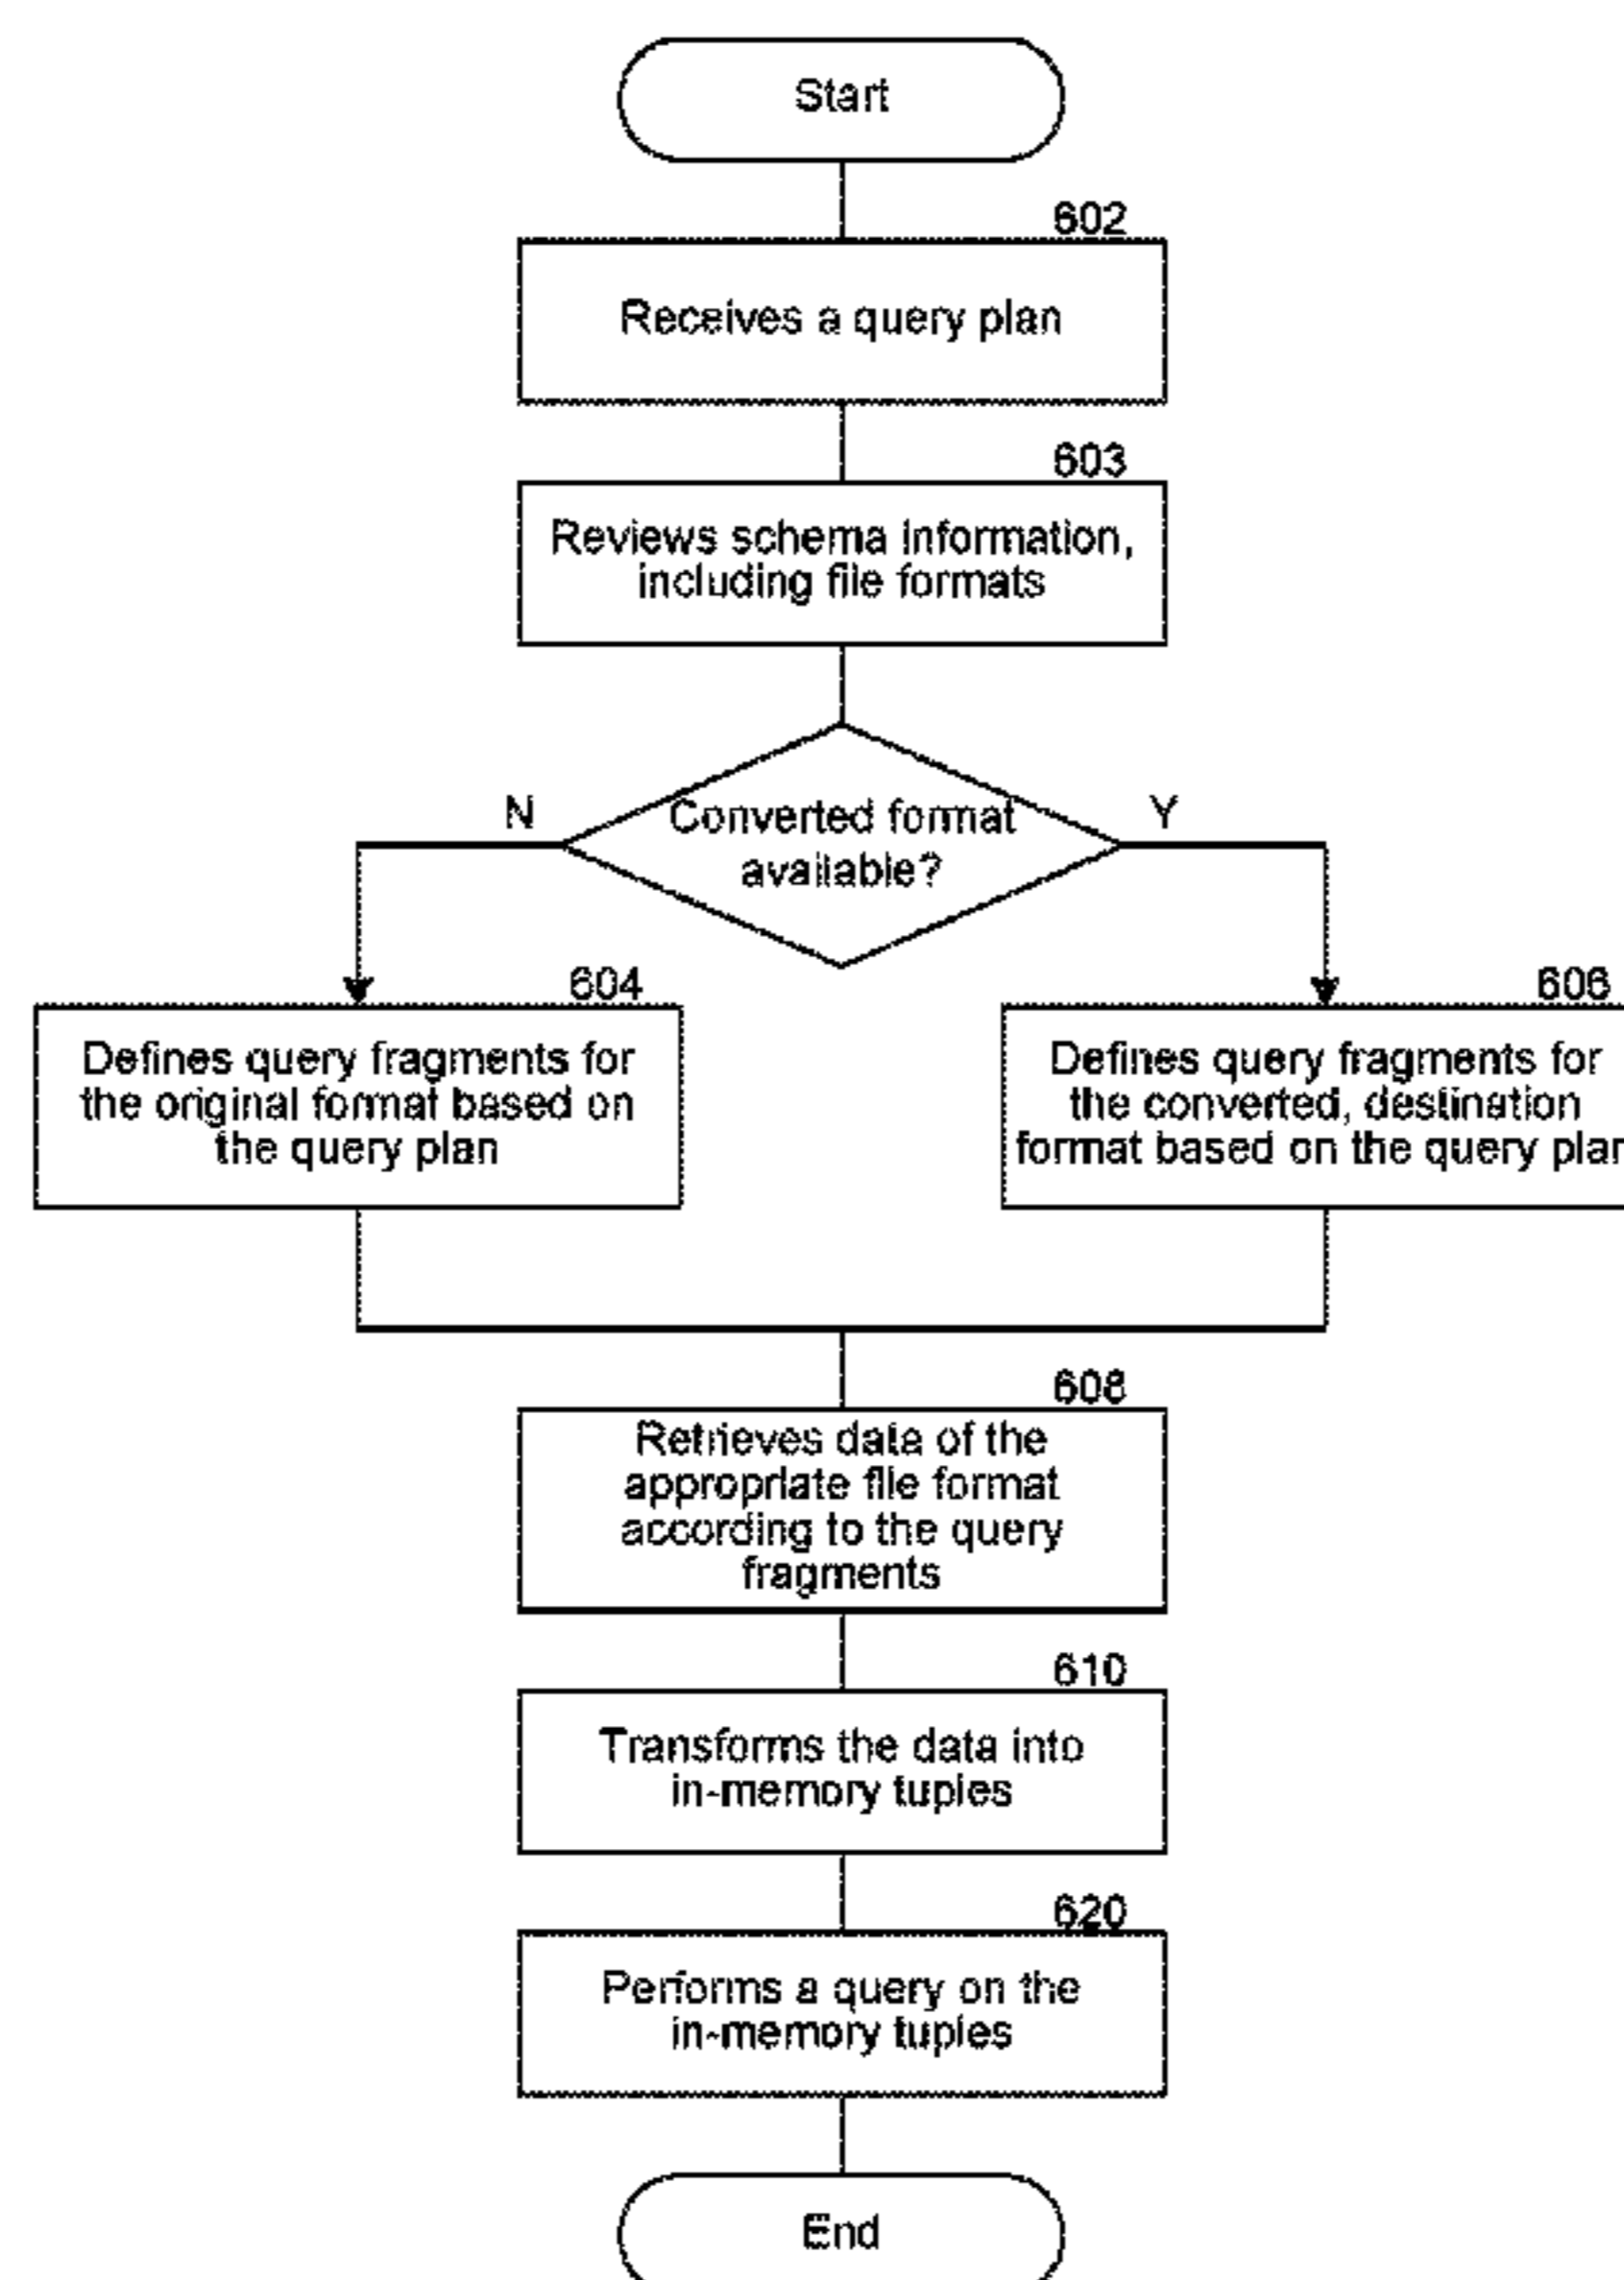 Start
602
Receives a query plan
603
Reviews schema information,
including file formats
Converted format
available?
N
Y
604
Defines query fragments for
the original format based on
the query plan
606
Defines query fragments for
the converted, destination
format based on the query plan
608
Retrieves data of the
appropriate file format
according to the query
fragments
610
Transforms the data into
in-memory tuples
620
Performs a query on the
in-memory tuples
End